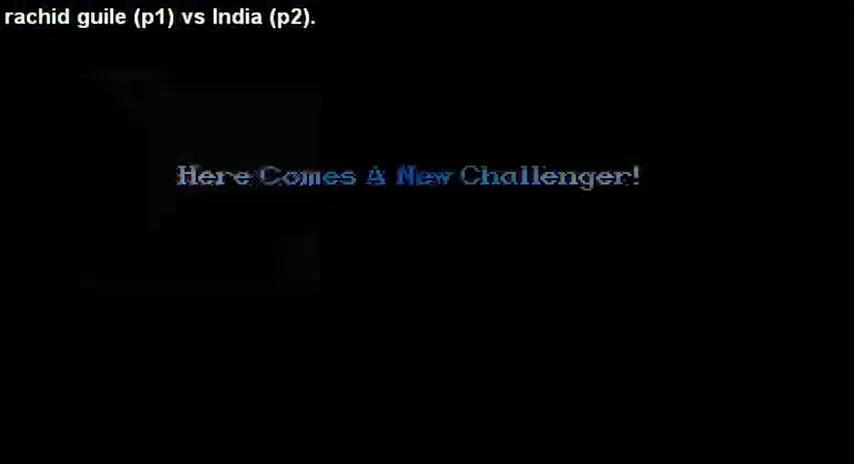 rachid guile (p1) vs India (p2).
Here Comes A New Challenger!